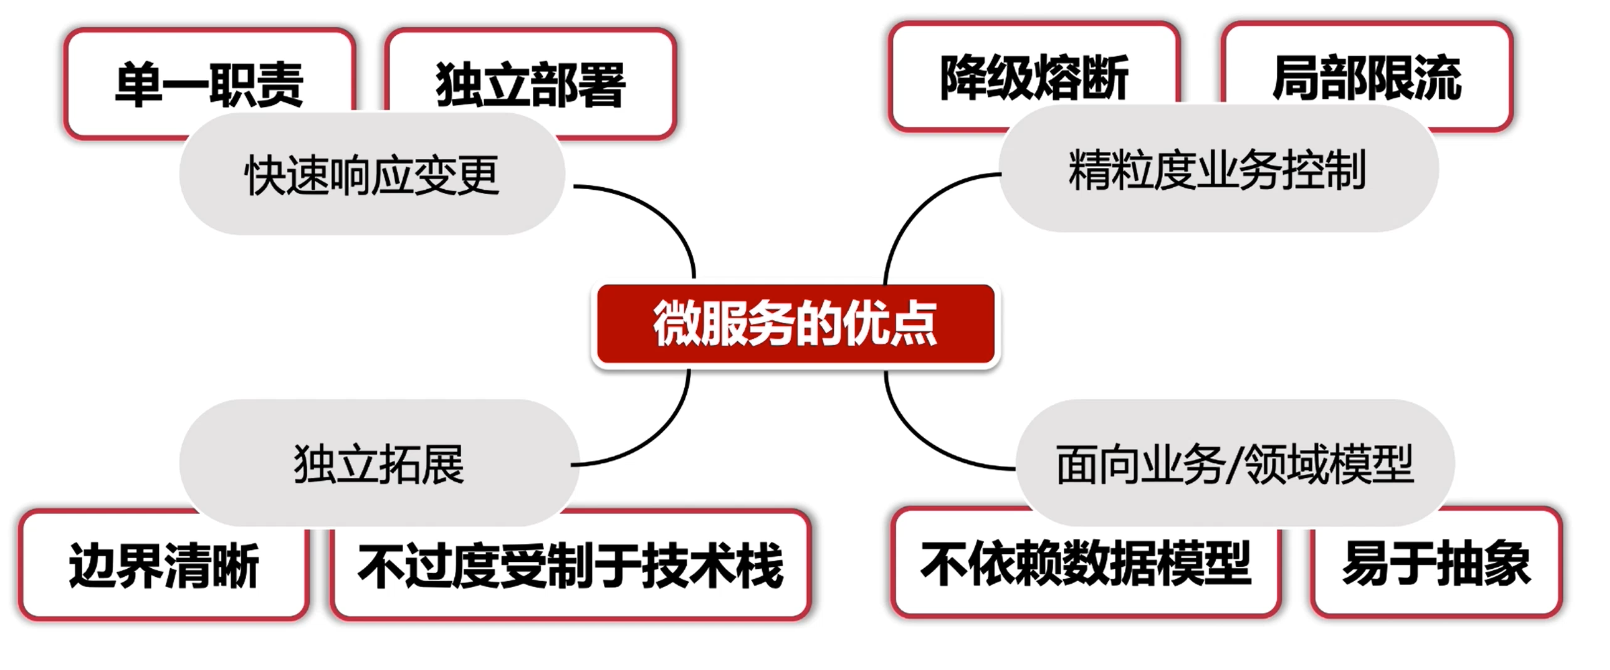 单一职责
独立部署
快速响应变更
降级熔断
局部限流
精粒度业务控制
微服务的优点
独立拓展
边界清晰
不过度受制于技术栈
面向业务/领域模型
不依赖数据模型
易于抽象